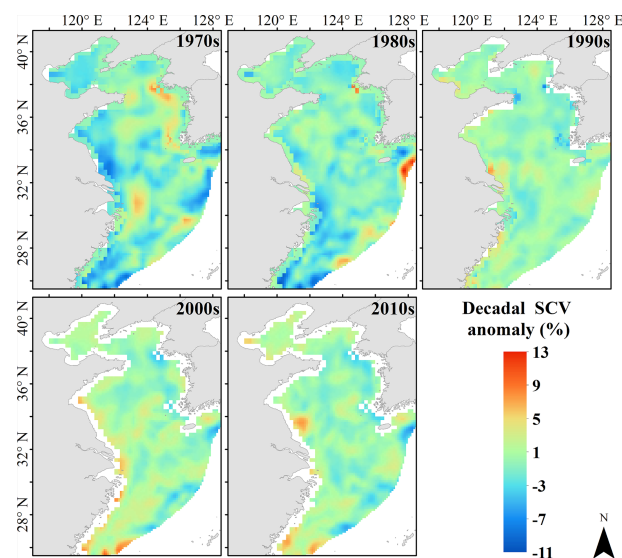 120° E 124° E 128° E 120° E 124° E 128° E 120° E 124° E 128° E
1970s 1980s 1990s
40° N
36° N
32° N
28° N
2000s 2010s
Decadal SCV
anomaly (%)
40° N
13
9
36° N
5
1
32° N
-3
-7
28° N
N
-11